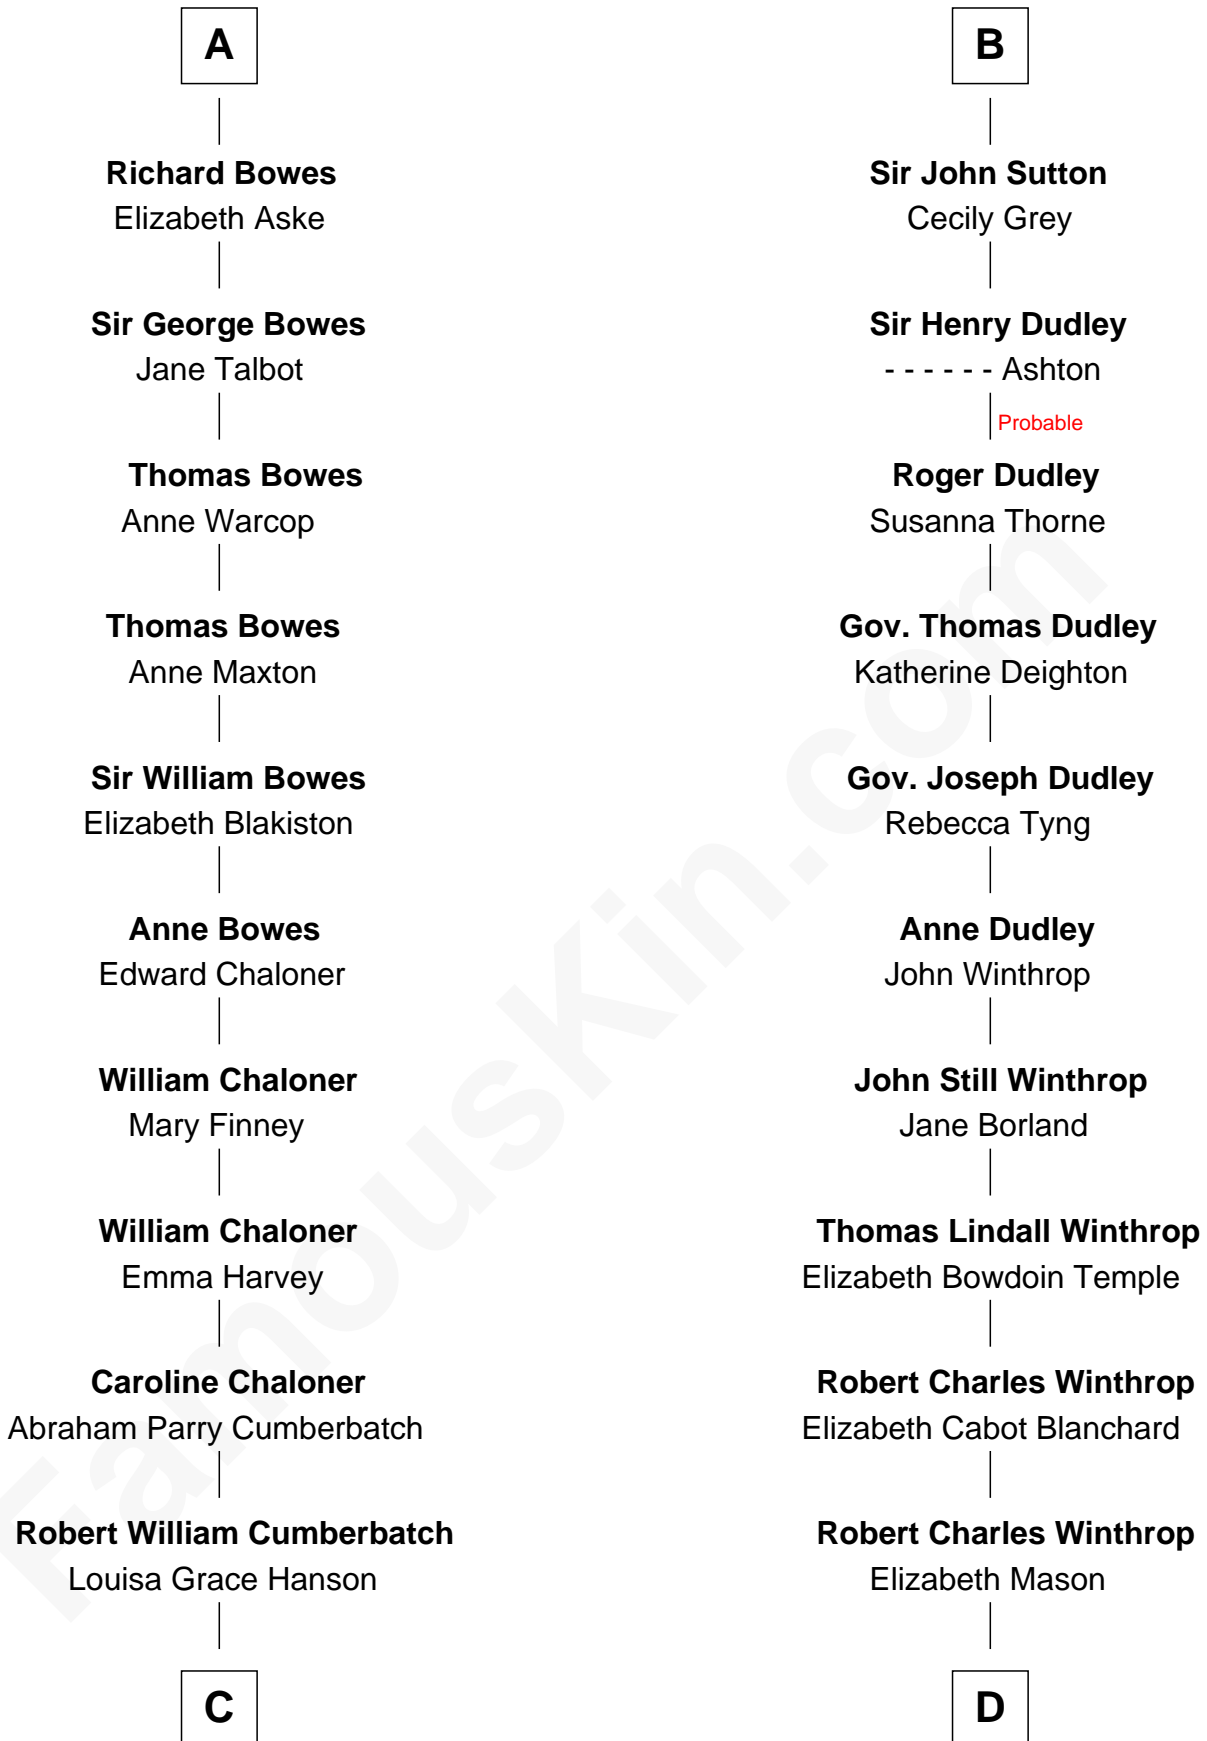 A
Richard Bowes
Elizabeth Aske
Sir George Bowes
Jane Talbot
Thomas Bowes
Anne Warcop
Thomas Bowes
Anne Maxton
Sir William Bowes
Elizabeth Blakiston
Anne Bowes
Edward Chaloner
William Chaloner
Mary Finney
William Chaloner
Emma Harvey
Caroline Chaloner
Abraham Parry Cumberbatch
Robert William Cumberbatch
Louisa Grace Hanson
C
B
Sir John Sutton
Cecily Grey
Sir Henry Dudley
- - - - - - Ashton
Probable
Roger Dudley
Susanna Thorne
Gov. Thomas Dudley
Katherine Deighton
Gov. Joseph Dudley
Rebecca Tyng
Anne Dudley
John Winthrop
John Still Winthrop
Jane Borland
Thomas Lindall Winthrop
Elizabeth Bowdoin Temple
Robert Charles Winthrop
Elizabeth Cabot Blanchard
Robert Charles Winthrop
Elizabeth Mason
D
FamousKin.com